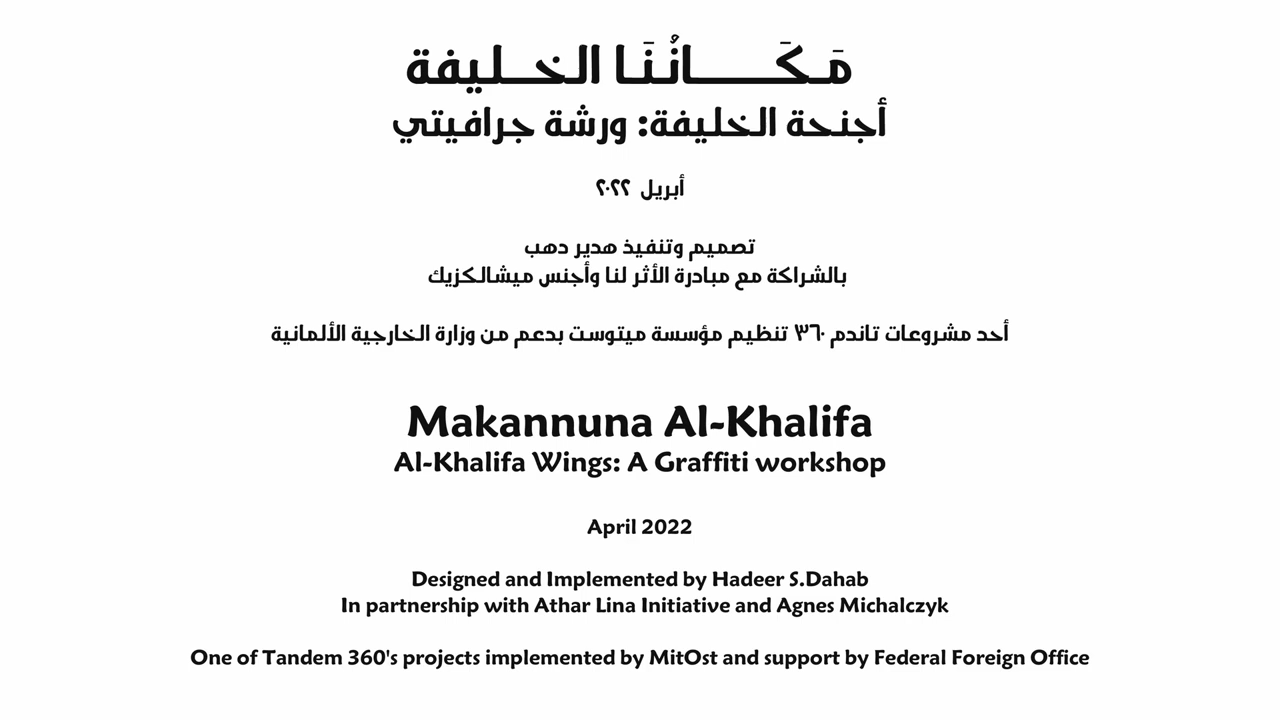 مَـكَـــــانُنَـا الخــليفة
أجنحة الخليفة: ورشة جرافيتي
أبريل ٢٠٢٢
تصميم وتنفيذ هدير دهب
بالشراكة مع مبادرة الأثر لنا وأجنس ميشالكزيك
أحد مشروعات تاندم ٣٦٠ تنظيم مؤسسة ميتوست بدعم من وزارة الخارجية الألمانية
Makannuna Al-Khalifa
Al-Khalifa Wings: A Graffiti workshop
April 2022
Designed and Implemented by Hadeer S.Dahab
In partnership with Athar Lina Initiative and Agnes Michalczyk
One of Tandem 360's projects implemented by MitOst and support by Federal Foreign Office